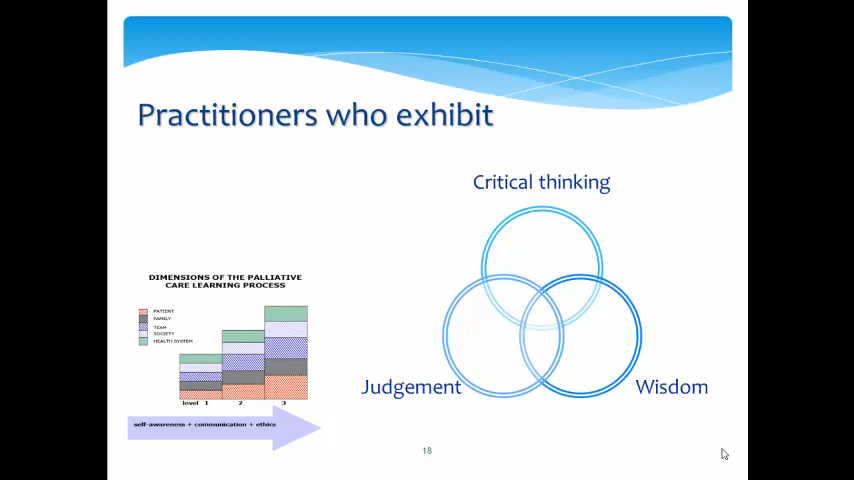 Practitioners who exhibit
Critical thinking
DIMENSIONS OF THE PALLIATIVE
CARE LEARNING PROCESS
PATIENT
FAMILY
TEAM
SOCIETY
HEALTH SYSTEM
Judgement
Wisdom
level 1 2 3
self-awareness + communication + ethics
18